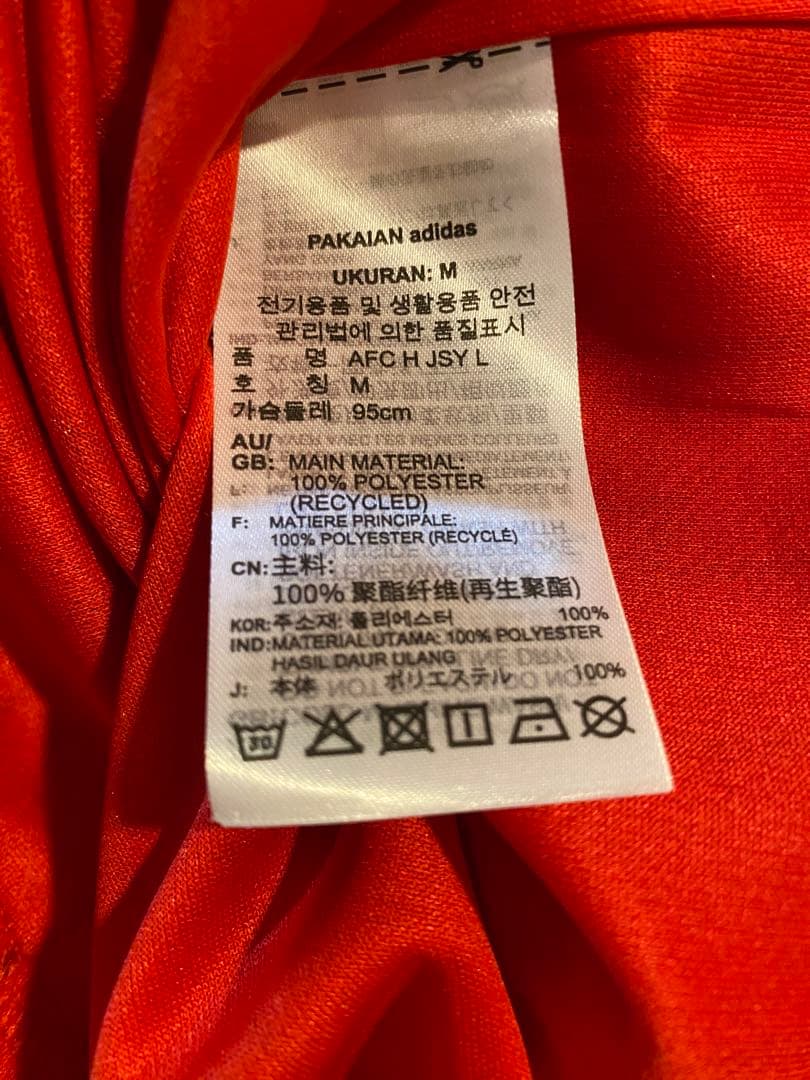 PAKAIAN adidas
UKURAN: M
전기용품 및 생활용품 안전
관리법에 의한 품질표시
품 명 AFC H JSY L
호 칭 M
가슴둘레 95cm
AU/
GB: MAIN MATERIAL:
100% POLYESTER
(RECYCLED)
F: MATIERE PRINCIPALE:
100% POLYESTER (RECYCLÉ)
CN: 主料:
100% 聚酯纤维(再生聚酯)
KOR: 주소재: 폴리에스터 100%
IND: MATERIAL UTAMA: 100% POLYESTER
HASIL DAUR ULANG
J: 本体 ポリエステル 100%
30